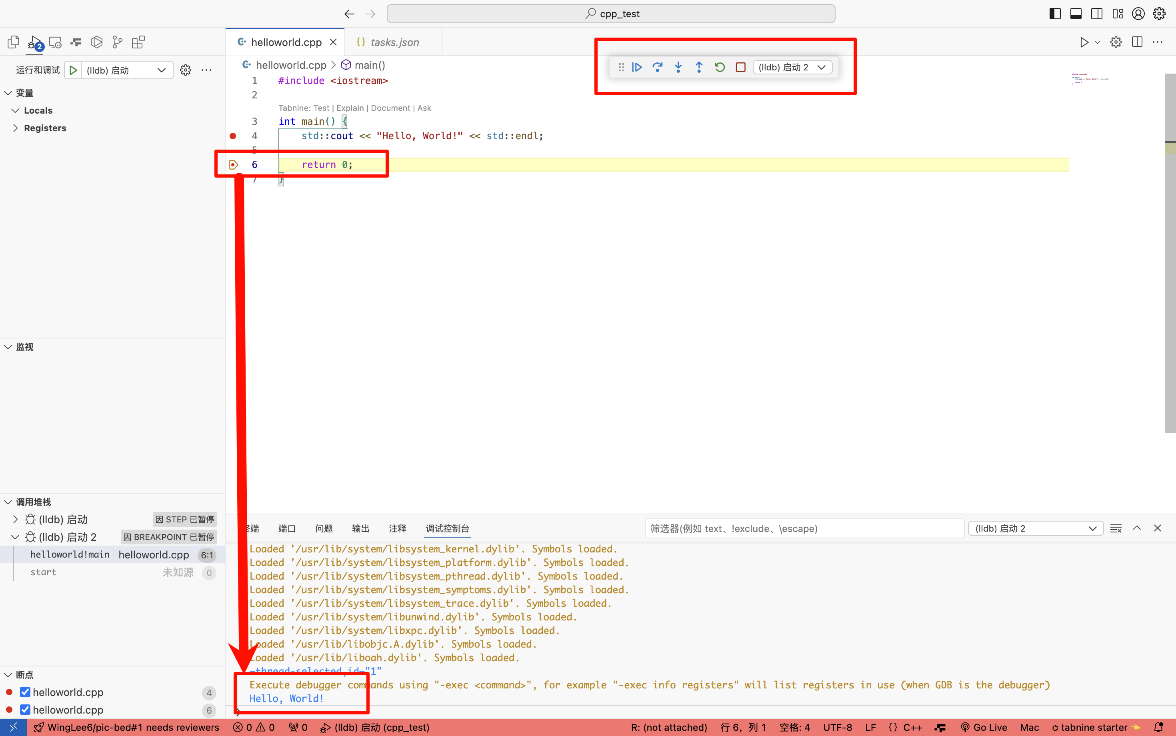 cpp_test
2
helloworld.cpp
{} tasks.json
运行和调试
(lldb) 启动
helloworld.cpp > main()
(lldb) 启动 2
变量
Locals
Registers
1 #include <iostream>
2
Tabnine: Test | Explain | Document | Ask
3 int main() {
4 std::cout << "Hello, World!" << std::endl;
5
6 return 0;
7 }
监视
调用堆栈
(lldb) 启动 因 STEP 已暂停
(lldb) 启动 2 因 BREAKPOINT 已暂停
helloworld!main helloworld.cpp 6:1
start 未知源 0
端口 问题 输出 注释 调试控制台
筛选器(例如 text、!exclude、\escape)
(lldb) 启动 2
Loaded '/usr/lib/system/libsystem_kernel.dylib'. Symbols loaded.
Loaded '/usr/lib/system/libsystem_platform.dylib'. Symbols loaded.
Loaded '/usr/lib/system/libsystem_pthread.dylib'. Symbols loaded.
Loaded '/usr/lib/system/libsystem_symptoms.dylib'. Symbols loaded.
Loaded '/usr/lib/system/libsystem_trace.dylib'. Symbols loaded.
Loaded '/usr/lib/system/libunwind.dylib'. Symbols loaded.
Loaded '/usr/lib/system/libxpc.dylib'. Symbols loaded.
Loaded '/usr/lib/libobjc.A.dylib'. Symbols loaded.
Loaded '/usr/lib/liboah.dylib'. Symbols loaded.
=thread-selected,id="1"
Execute debugger commands using "-exec <command>", for example "-exec info registers" will list registers in use (when GDB is the debugger)
Hello, World!
断点
helloworld.cpp 4
helloworld.cpp 6
WingLee6/pic-bed#1 needs reviewers
0 0
0
(lldb) 启动 (cpp_test)
R: (not attached)
行 6，列 1
空格: 4
UTF-8
LF
{} C++
Go Live
Mac
tabnine starter